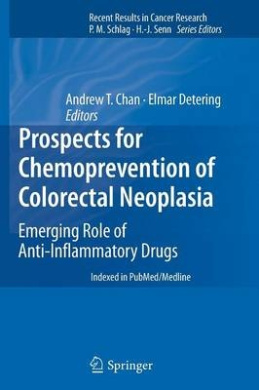 Recent Results in Cancer Research
P. M. Schlag · H.-J. Senn Series Editors
Andrew T. Chan · Elmar Detering
Editors
Prospects for
Chemoprevention of
Colorectal Neoplasia
Emerging Role of
Anti-Inflammatory Drugs
Indexed in PubMed/Medline
Springer